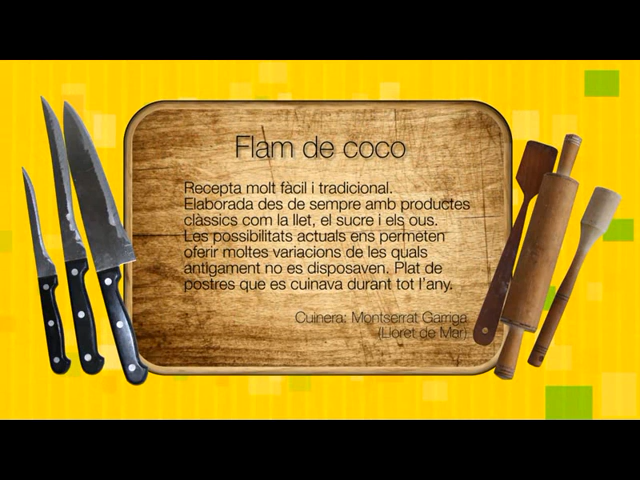 Flam de coco
Recepta molt fàcil i tradicional.
Elaborada des de sempre amb productes
clàssics com la llet, el sucre i els ous.
Les possibilitats actuals ens permeten
oferir moltes variacions de les quals
antigament no es disposaven. Plat de
postres que es cuinava durant tot l'any.
Cuinera: Montserrat Garriga
(Lloret de Mar)